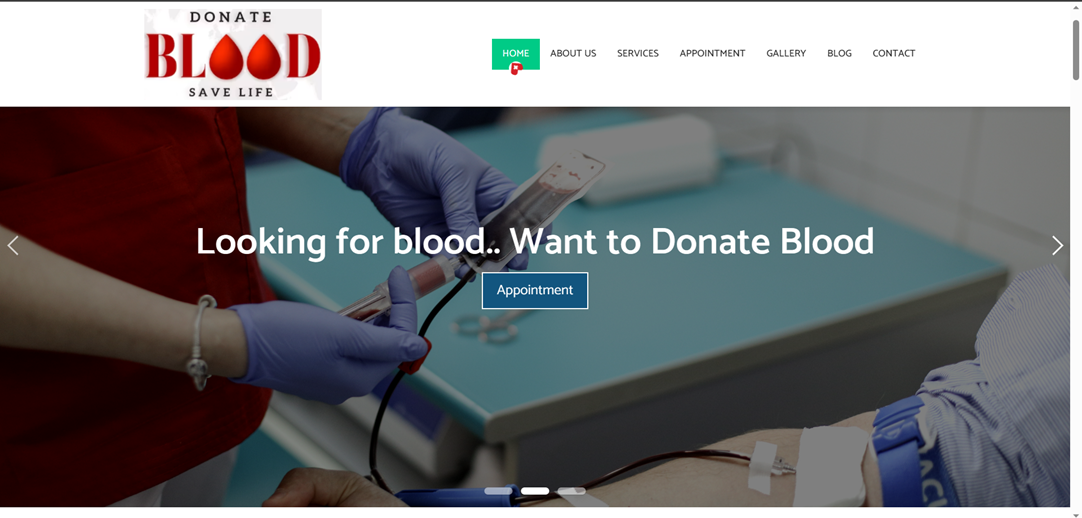 DONATE
BLOOD
SAVE LIFE
HOME ABOUT US SERVICES APPOINTMENT GALLERY BLOG CONTACT
Looking for blood.. Want to Donate Blood
Appointment